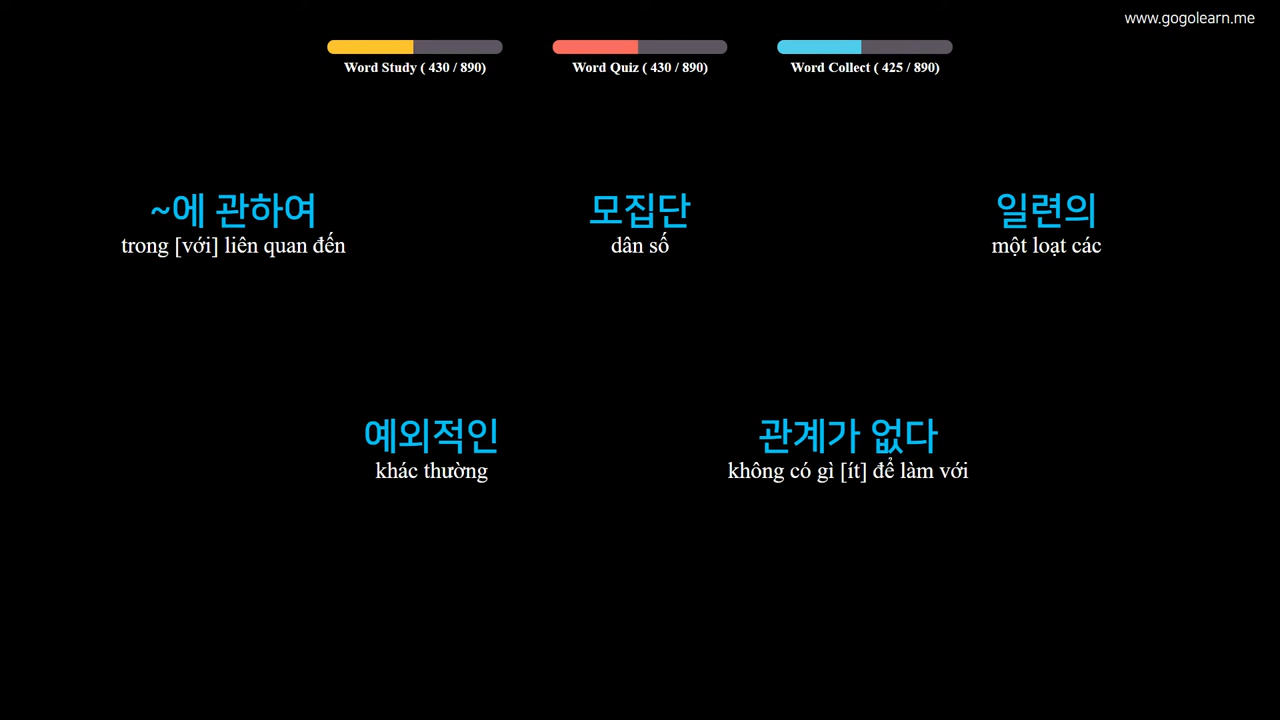 www.gogolearn.me
Word Study ( 430 / 890)
Word Quiz ( 430 / 890)
Word Collect ( 425 / 890)
~에 관하여
trong [với] liên quan đến
모집단
dân số
일련의
một loạt các
예외적인
khác thường
관계가 없다
không có gì [ít] để làm với